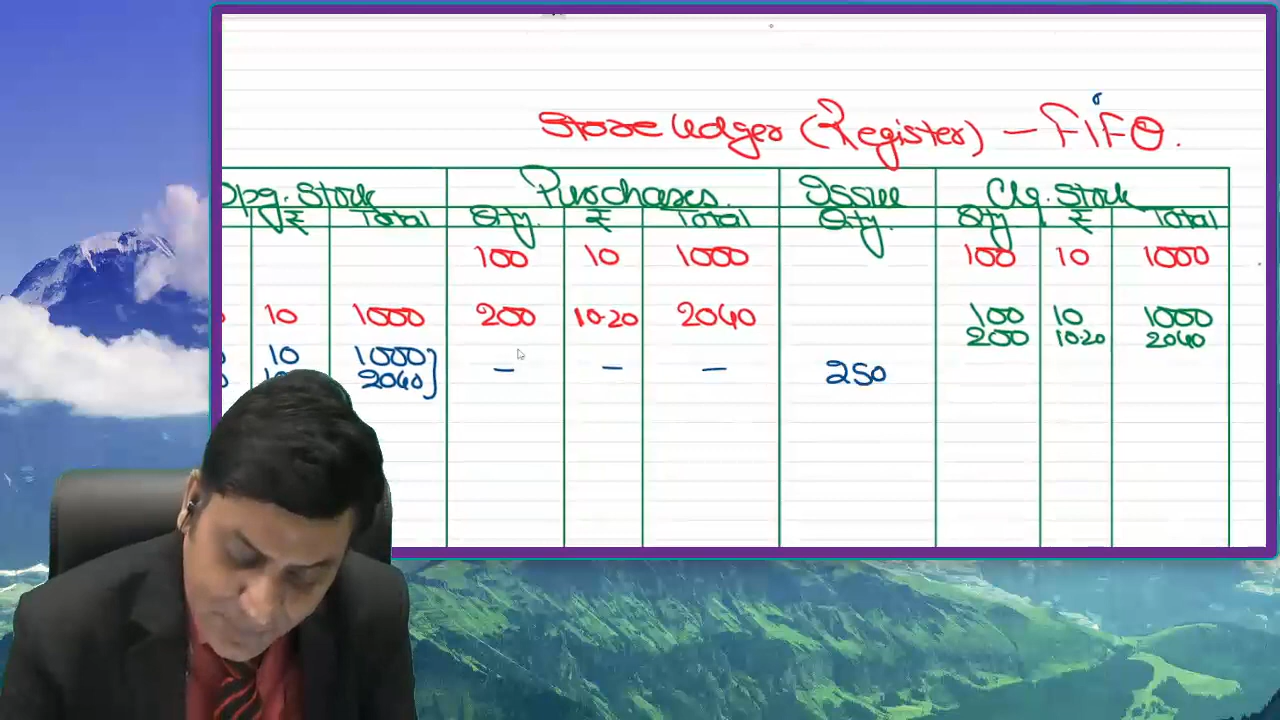 Store Ledger (Register) – FIFO.
Opg. Stock Purchases. Issue Clg. Stock
₹ Total Qty. ₹ Total Qty. Qty ₹ Total
100 10 1000 100 10 1000
10 1000 200 10.20 2040 100 10 1000
200 10.20 2040
10 1000
2040 – – – 250